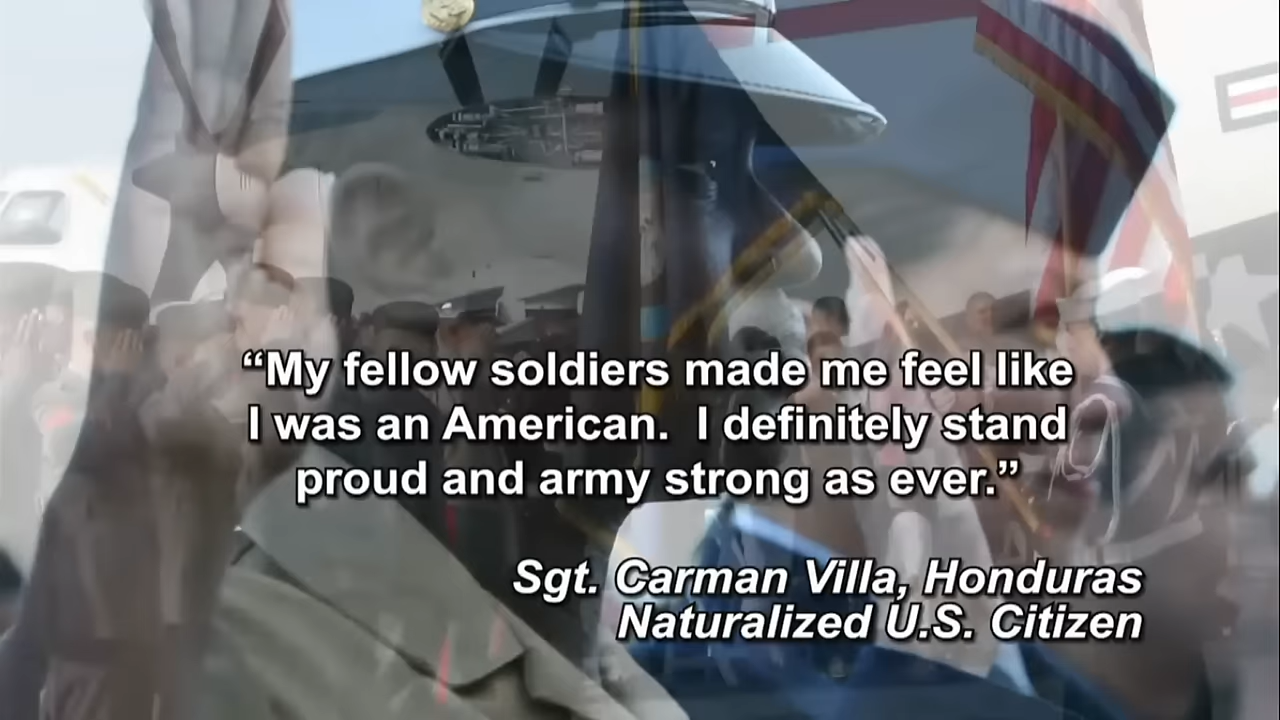 “My fellow soldiers made me feel like
I was an American.  I definitely stand
proud and army strong as ever.”
Sgt. Carman Villa, Honduras
Naturalized U.S. Citizen